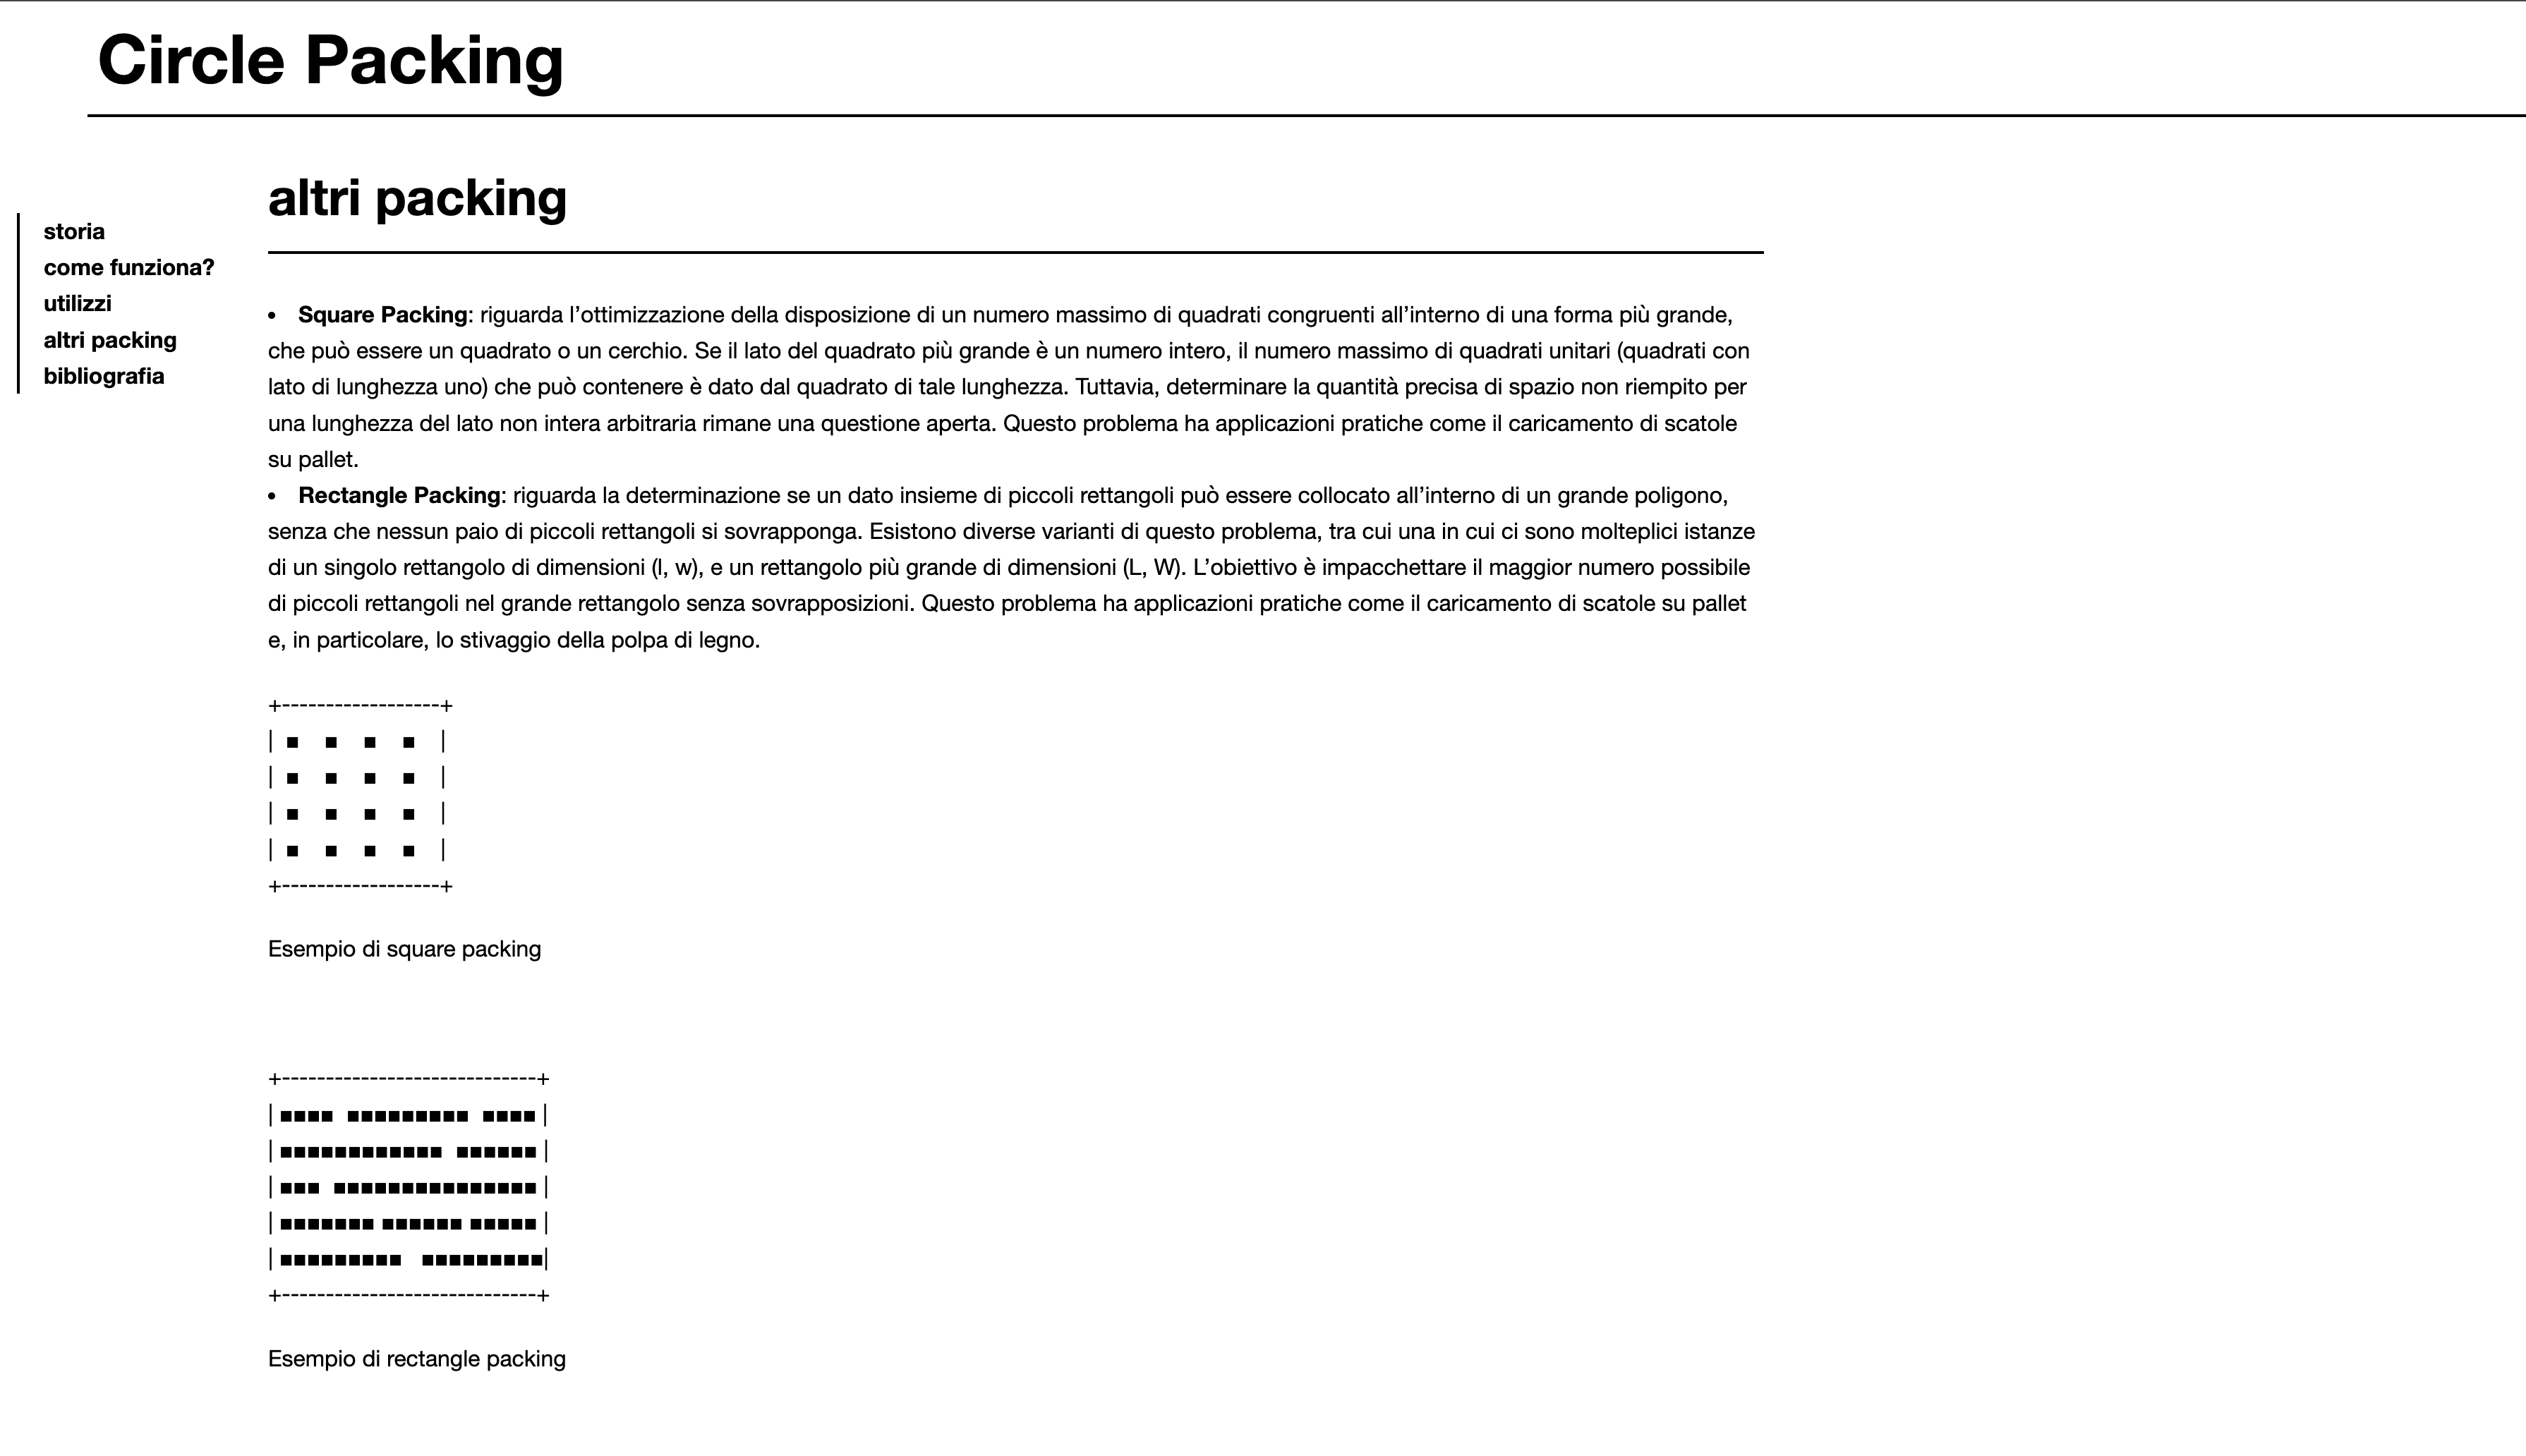 Circle Packing
storia
come funziona?
utilizzi
altri packing
bibliografia
altri packing
• Square Packing: riguarda l’ottimizzazione della disposizione di un numero massimo di quadrati congruenti all’interno di una forma più grande,
che può essere un quadrato o un cerchio. Se il lato del quadrato più grande è un numero intero, il numero massimo di quadrati unitari (quadrati con
lato di lunghezza uno) che può contenere è dato dal quadrato di tale lunghezza. Tuttavia, determinare la quantità precisa di spazio non riempito per
una lunghezza del lato non intera arbitraria rimane una questione aperta. Questo problema ha applicazioni pratiche come il caricamento di scatole
su pallet.
• Rectangle Packing: riguarda la determinazione se un dato insieme di piccoli rettangoli può essere collocato all’interno di un grande poligono,
senza che nessun paio di piccoli rettangoli si sovrapponga. Esistono diverse varianti di questo problema, tra cui una in cui ci sono molteplici istanze
di un singolo rettangolo di dimensioni (l, w), e un rettangolo più grande di dimensioni (L, W). L’obiettivo è impacchettare il maggior numero possibile
di piccoli rettangoli nel grande rettangolo senza sovrapposizioni. Questo problema ha applicazioni pratiche come il caricamento di scatole su pallet
e, in particolare, lo stivaggio della polpa di legno.
+------------------+
| ■ ■ ■ ■ |
| ■ ■ ■ ■ |
| ■ ■ ■ ■ |
| ■ ■ ■ ■ |
+------------------+
Esempio di square packing
+-----------------------------+
| ■■■■ ■■■■■■■■■ ■■■■ |
| ■■■■■■■■■■■■ ■■■■■■ |
| ■■■ ■■■■■■■■■■■■■■■ |
| ■■■■■■■ ■■■■■■ ■■■■■ |
| ■■■■■■■■■ ■■■■■■■■■|
+-----------------------------+
Esempio di rectangle packing